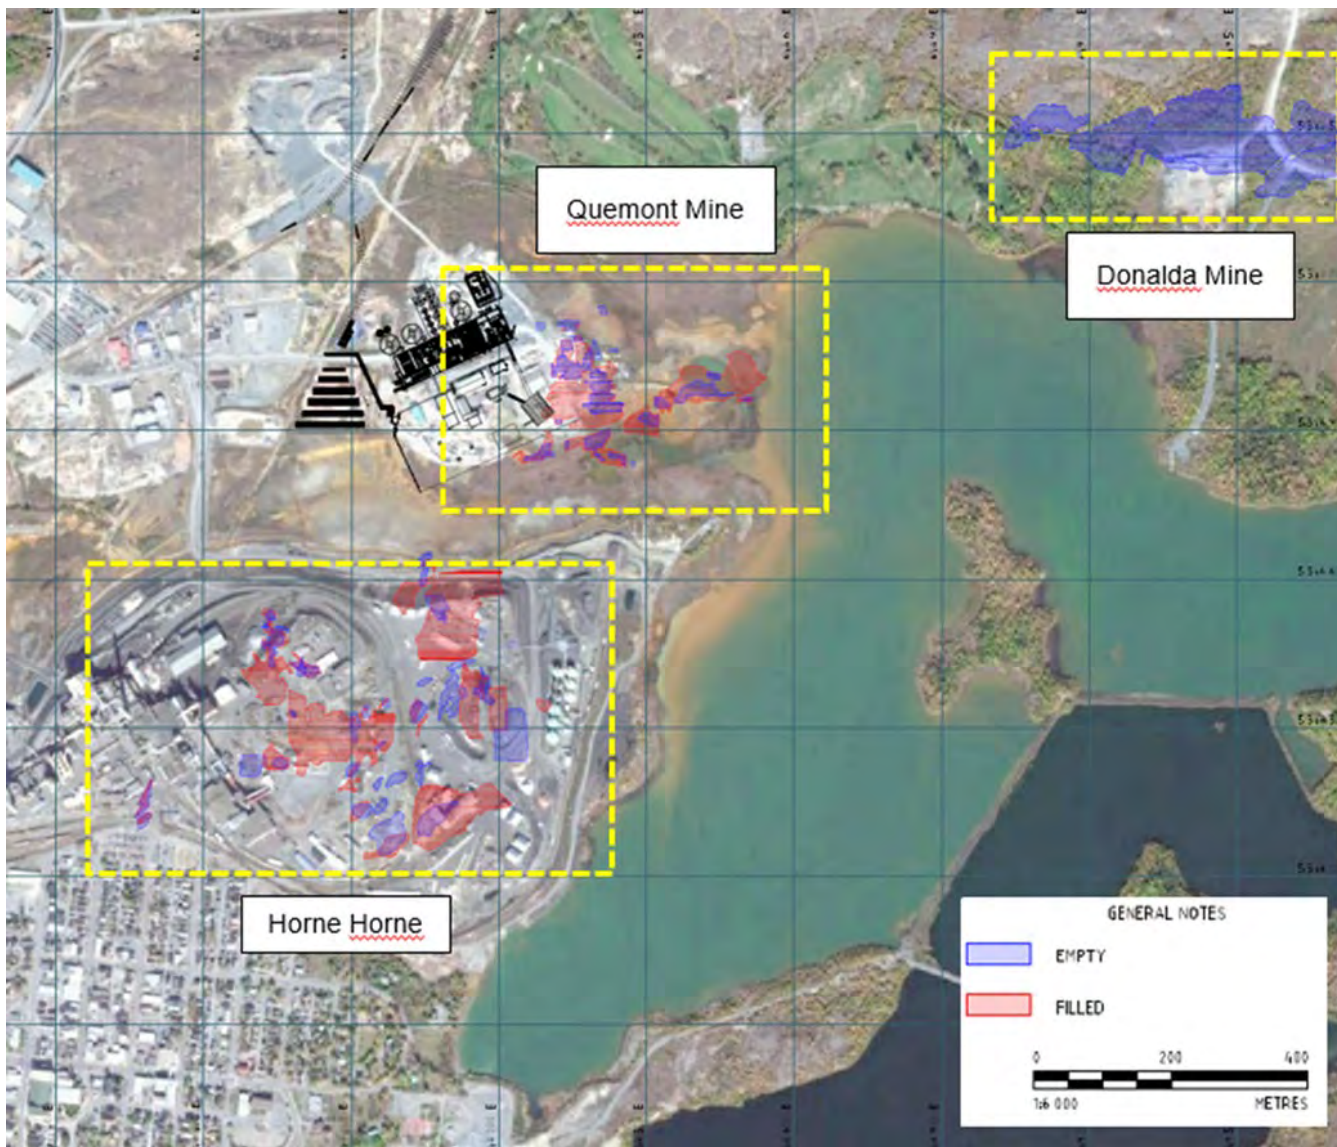 Quemont Mine
Donalda Mine
Horne Horne
GENERAL NOTES
EMPTY
FILLED
0 200 400
1:6 000 METRES